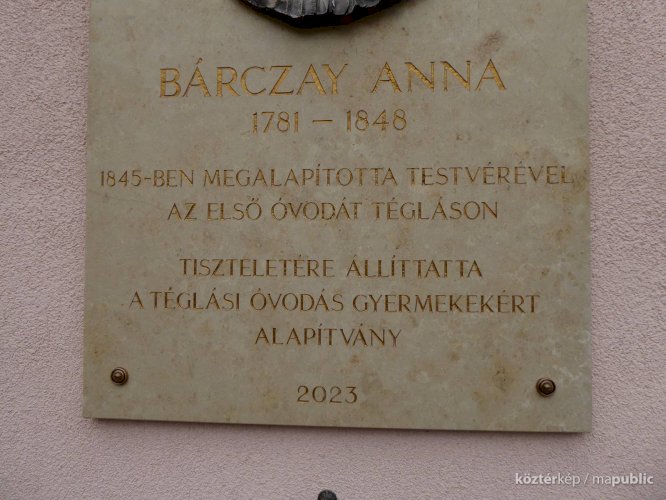 BÁRCZAY ANNA
1781 – 1848
1845-BEN MEGALAPÍTOTTA TESTVÉRÉVEL
AZ ELSŐ ÓVODÁT TÉGLÁSON
TISZTELETÉRE ÁLLÍTTATTA
A TÉGLÁSI ÓVODÁS GYERMEKEKÉRT
ALAPÍTVÁNY
2023
köztérkép / mapublic